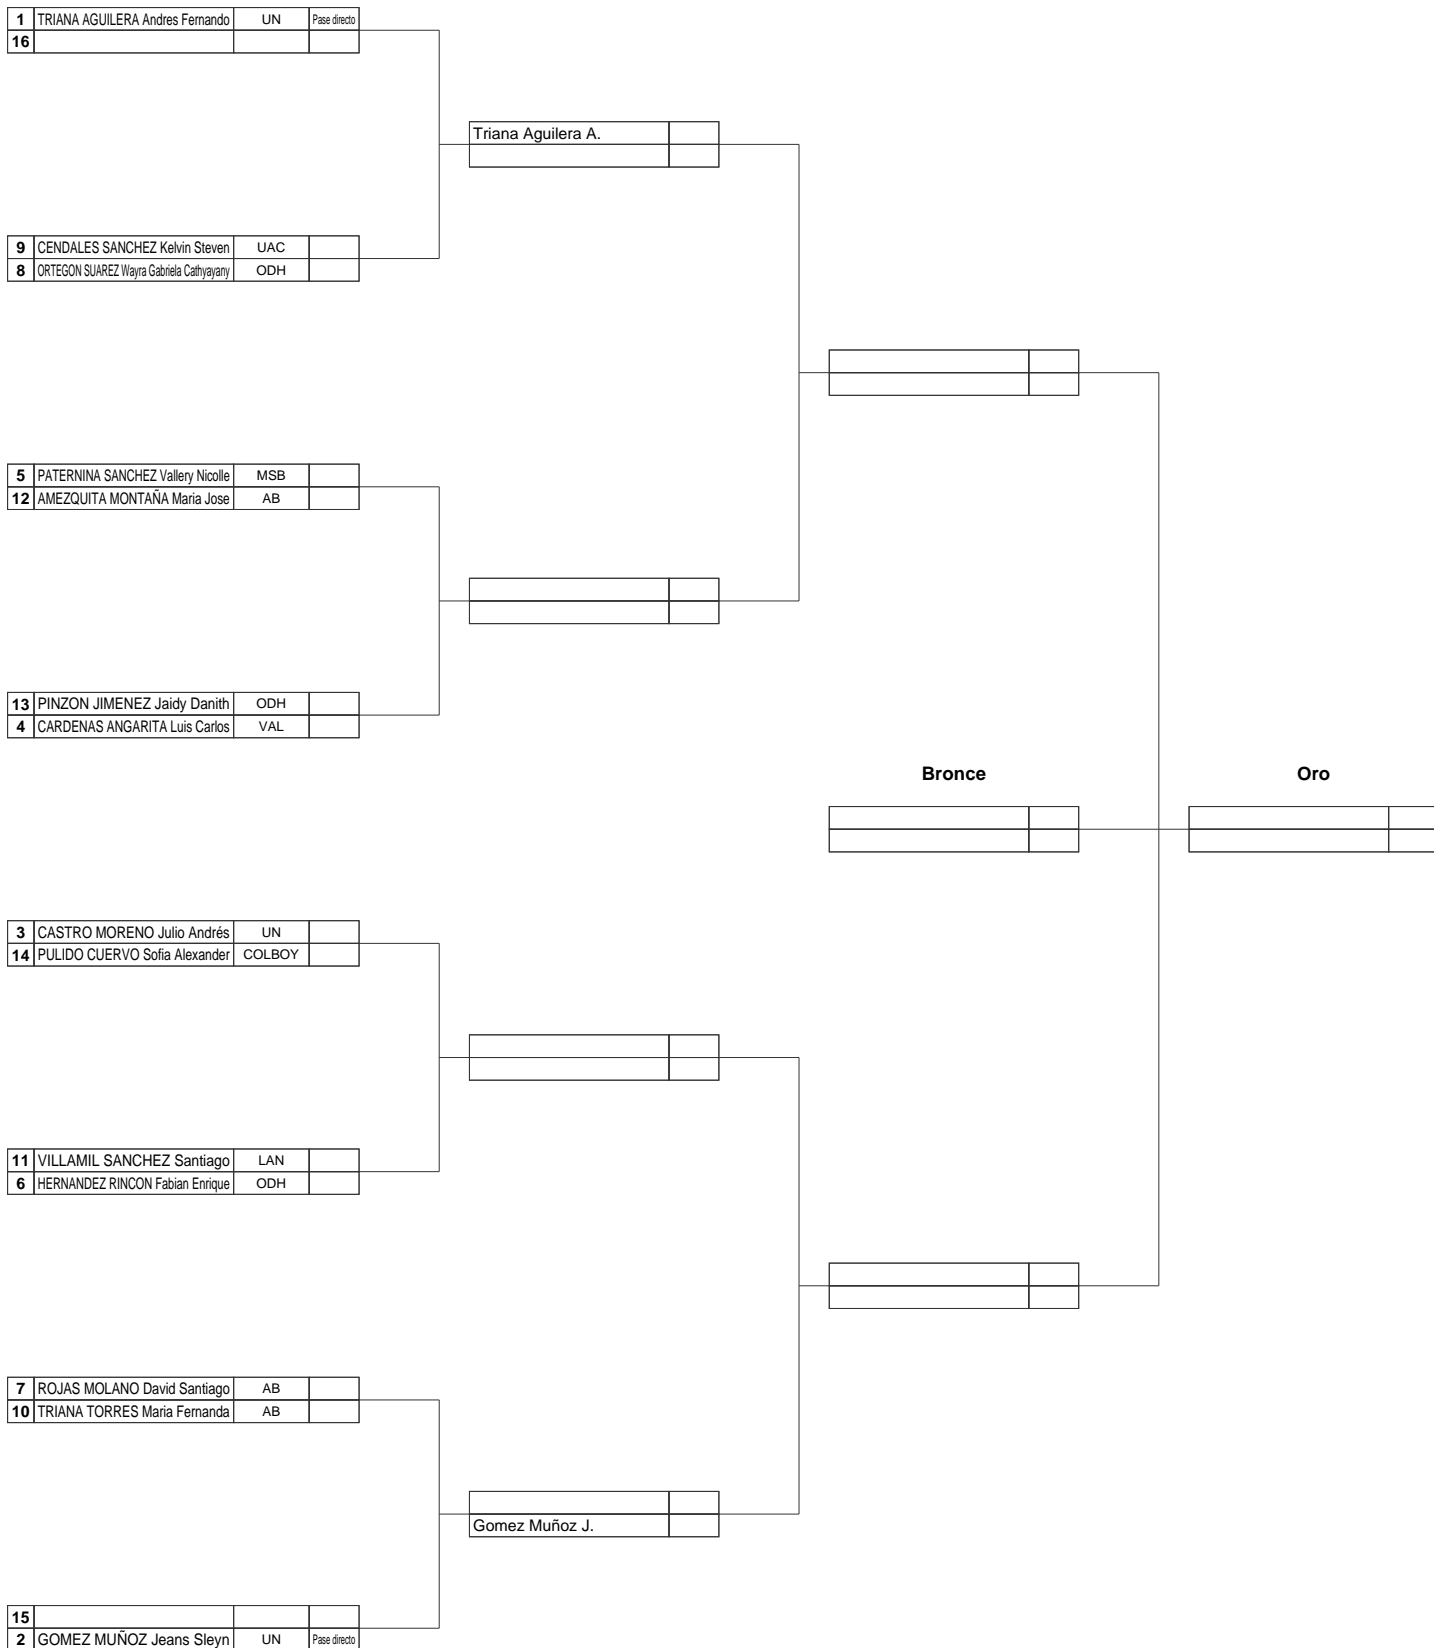 1 TRIANA AGUILERA Andres Fernando UN Pase directo
16
Triana Aguilera A.
9 CENDALES SANCHEZ Kelvin Steven UAC
8 ORTEGON SUAREZ Wayra Gabriela Cathyayany ODH
5 PATERNINA SANCHEZ Vallery Nicolle MSB
12 AMEZQUITA MONTAÑA Maria Jose AB
13 PINZON JIMENEZ Jaidy Danith ODH
4 CARDENAS ANGARITA Luis Carlos VAL
Bronce Oro
3 CASTRO MORENO Julio Andrés UN
14 PULIDO CUERVO Sofia Alexander COLBOY
11 VILLAMIL SANCHEZ Santiago LAN
6 HERNANDEZ RINCON Fabian Enrique ODH
7 ROJAS MOLANO David Santiago AB
10 TRIANA TORRES Maria Fernanda AB
Gomez Muñoz J.
15
2 GOMEZ MUÑOZ Jeans Sleyn UN Pase directo